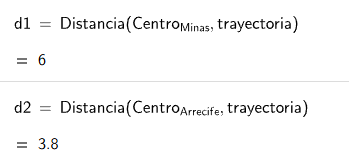 d1 = Distancia(Centro_Minas, trayectoria)
= 6
d2 = Distancia(Centro_Arrecife, trayectoria)
= 3.8